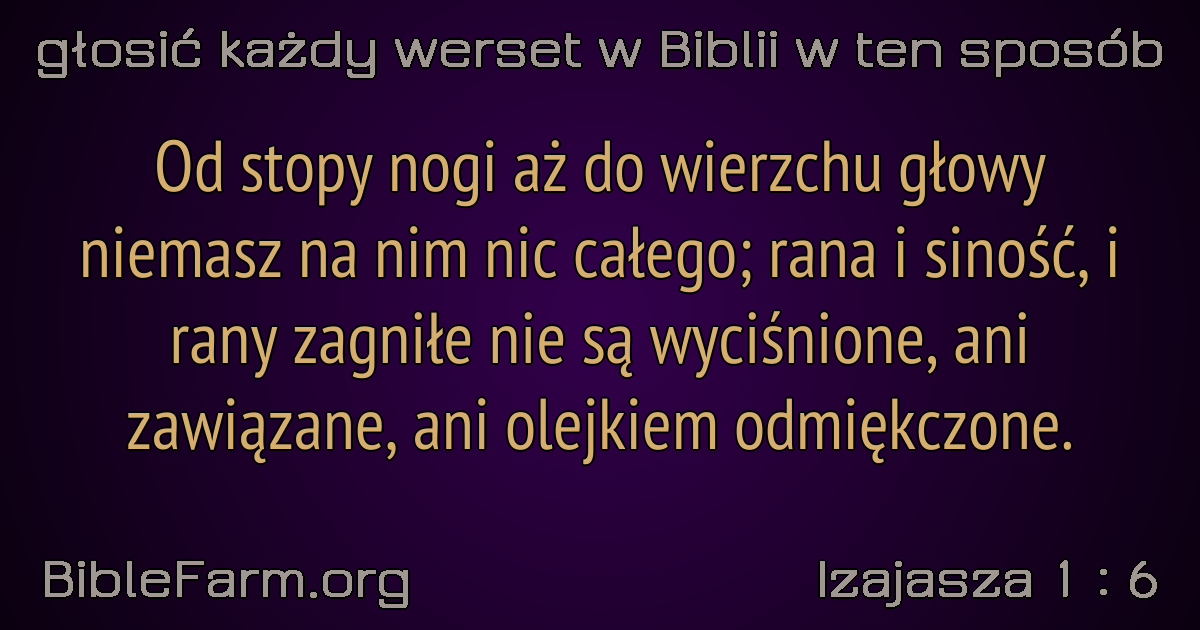 głosić każdy werset w Biblii w ten sposób
Od stopy nogi aż do wierzchu głowy
niemasz na nim nic całego; rana i siność, i
rany zagniłe nie są wyciśnione, ani
zawiązane, ani olejkiem odmiękczone.
BibleFarm.org
Izajasza 1 : 6